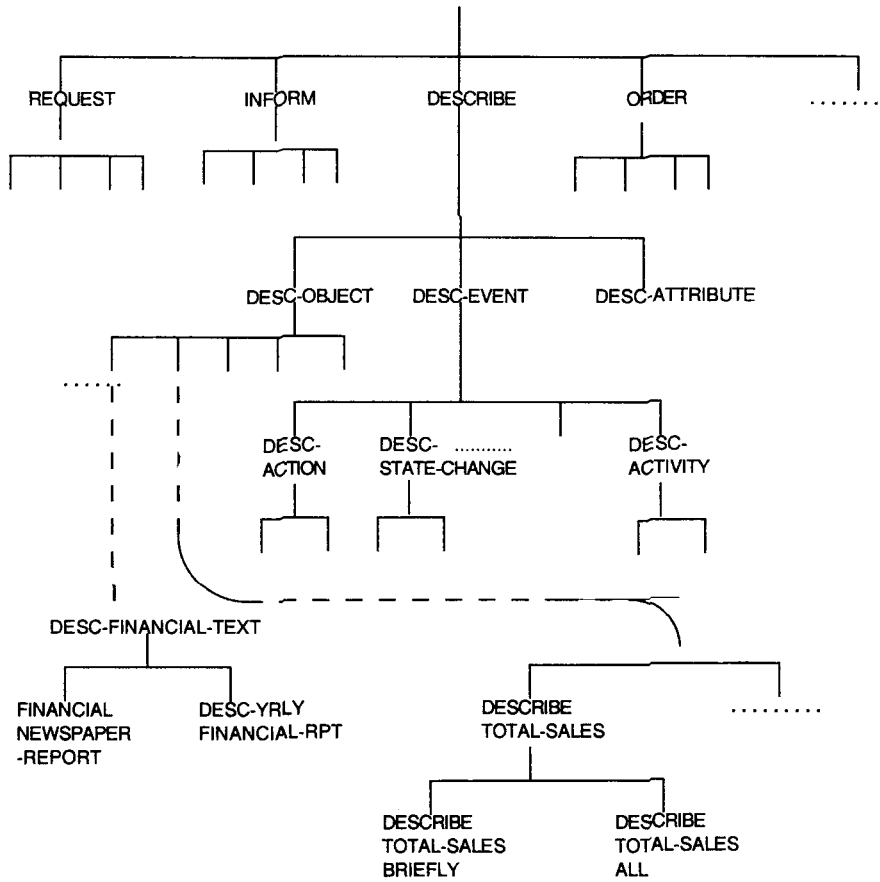 REQUEST INFORM DESCRIBE ORDER ........
DESC-OBJECT DESC-EVENT DESC-ATTRIBUTE
.......
DESC- DESC- ........... DESC-
ACTION STATE-CHANGE ACTIVITY
DESC-FINANCIAL-TEXT
FINANCIAL DESC-YRLY DESCRIBE .........
NEWSPAPER FINANCIAL-RPT TOTAL-SALES
-REPORT
DESCRIBE DESCRIBE
TOTAL-SALES TOTAL-SALES
BRIEFLY ALL